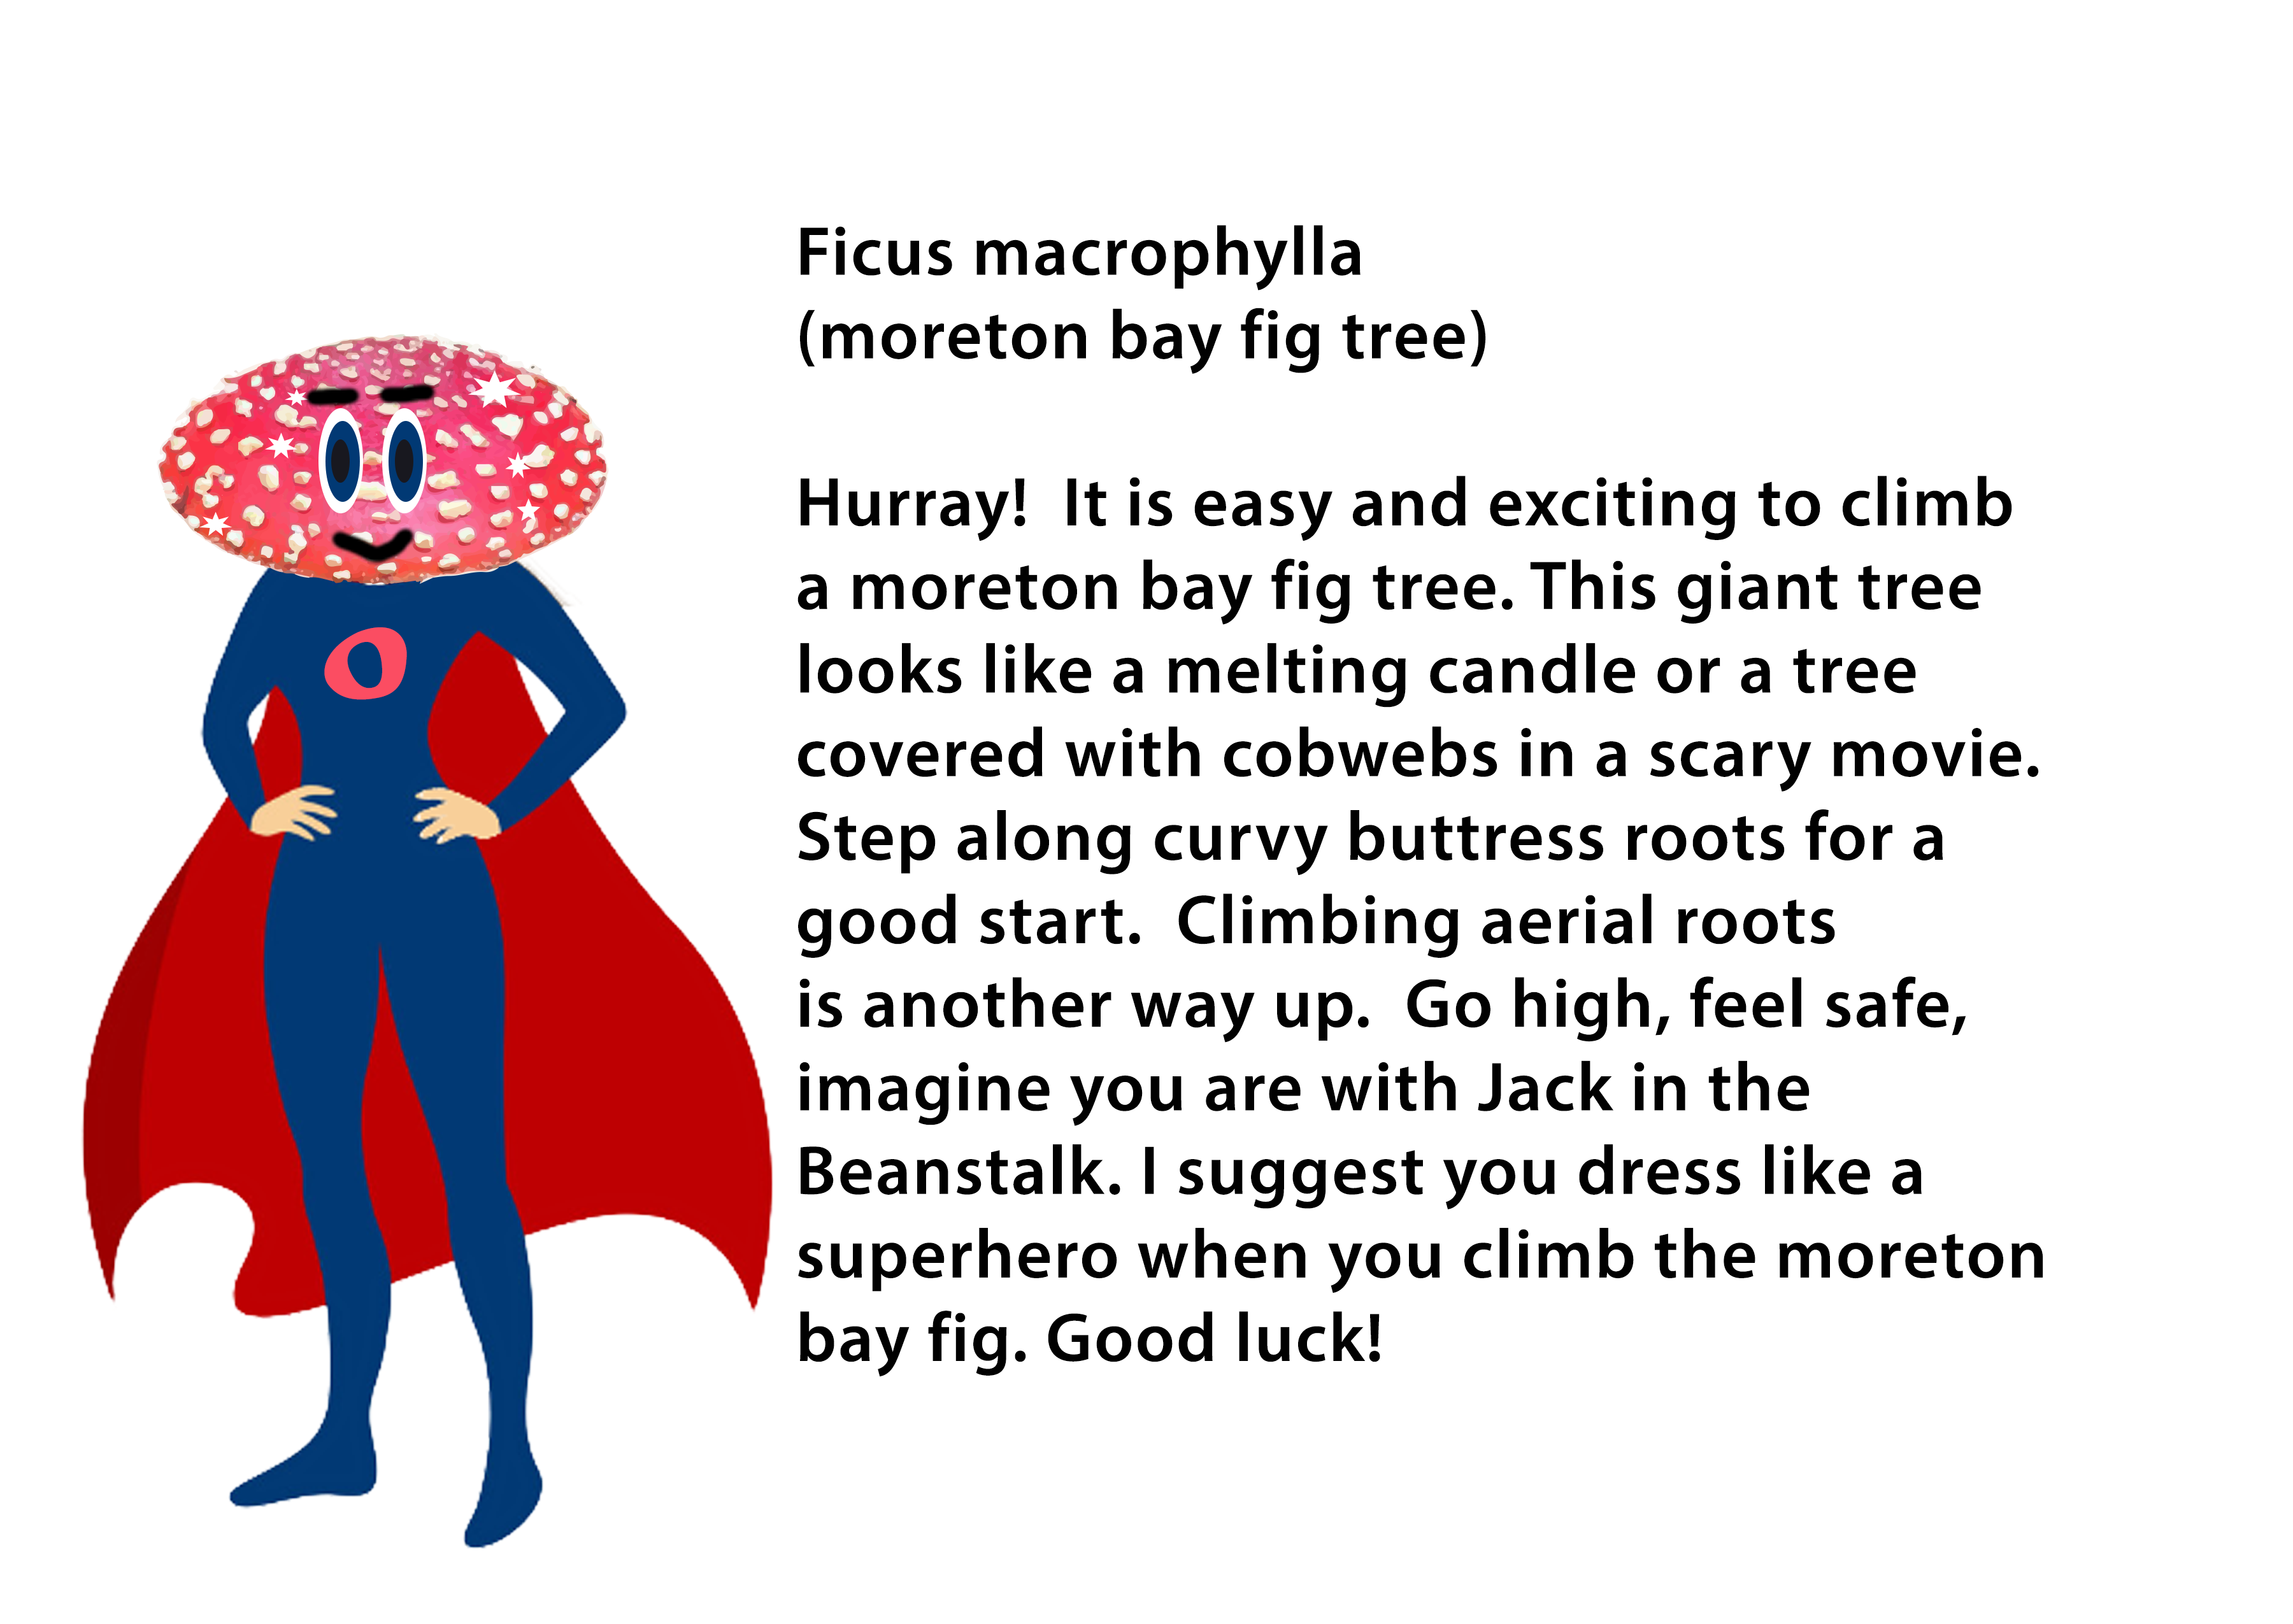 Ficus macrophylla
(moreton bay fig tree)
Hurray!  It is easy and exciting to climb
a moreton bay fig tree. This giant tree
looks like a melting candle or a tree
covered with cobwebs in a scary movie.
Step along curvy buttress roots for a
good start.  Climbing aerial roots
is another way up.  Go high, feel safe,
imagine you are with Jack in the
Beanstalk. I suggest you dress like a
superhero when you climb the moreton
bay fig. Good luck!
O